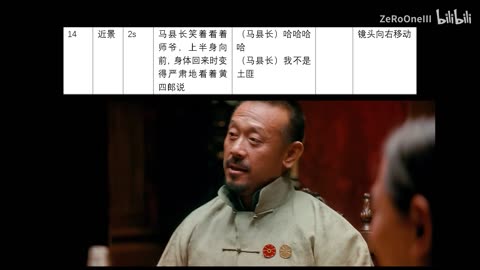 ZeRoOneIII bilibili
14 近景 2s 马县长笑着看着 （马县长）哈哈哈 镜头向右移动
师爷，上半身向 哈
前，身体回来时变 （马县长）我不是
得严肃地看着黄 土匪
四郎说